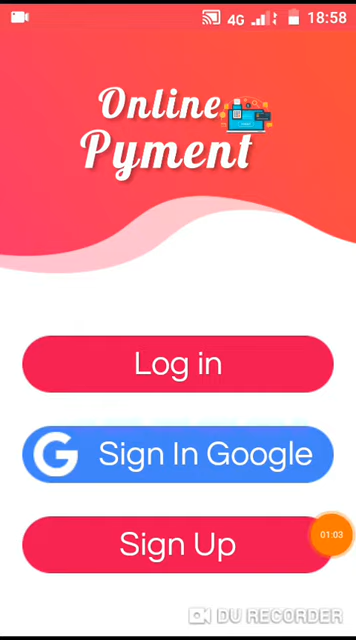 4G 18:58
Online
Pyment
Log in
G Sign In Google
Sign Up
01:03
DU RECORDER